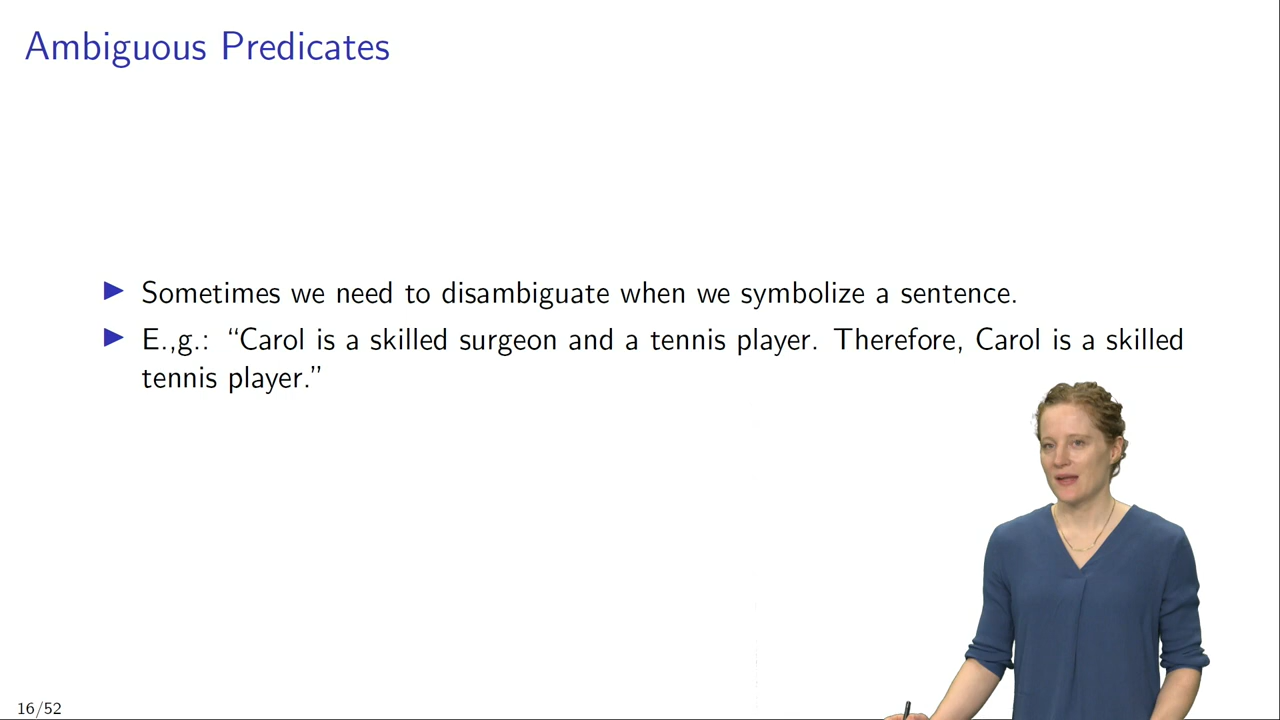 Ambiguous Predicates
▶ Sometimes we need to disambiguate when we symbolize a sentence.
▶ E.,g.: “Carol is a skilled surgeon and a tennis player. Therefore, Carol is a skilled
tennis player.”
16/52